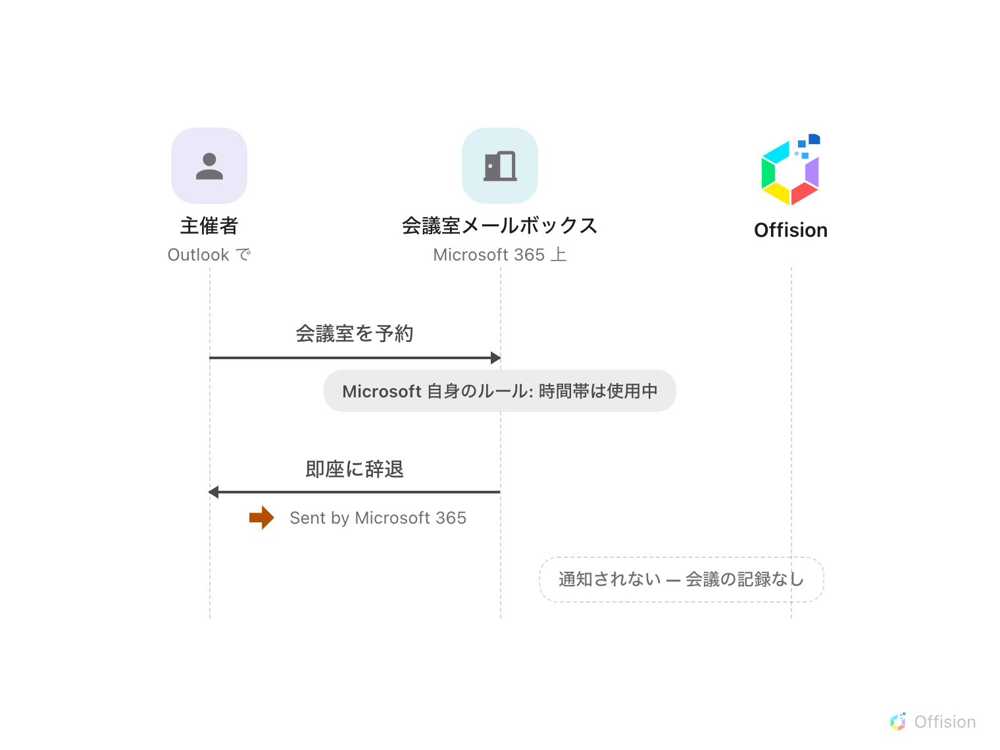 主催者
Outlook で
会議室メールボックス
Microsoft 365 上
Offision
会議室を予約
Microsoft 自身のルール: 時間帯は使用中
即座に辞退
Sent by Microsoft 365
通知されない — 会議の記録なし
Offision